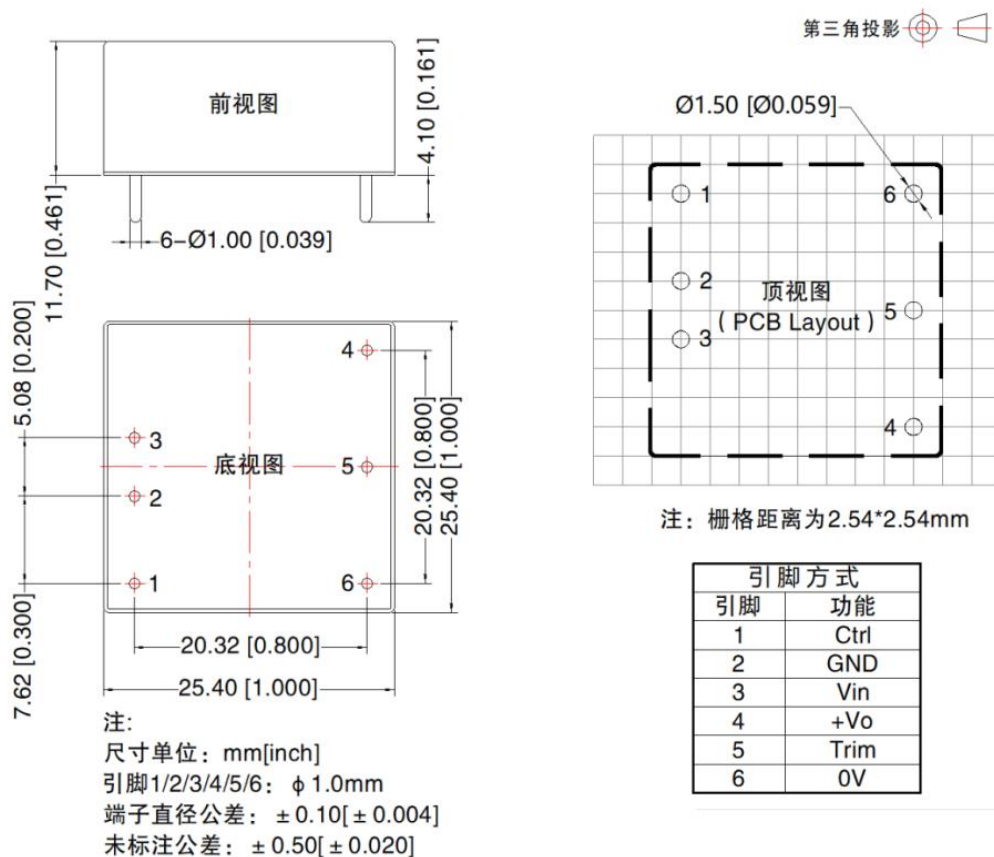 第三角投影
前视图
11.70 [0.461]
4.10 [0.161]
6-Ø1.00 [0.039]
Ø1.50 [Ø0.059]
1
6
2
顶视图
5
( PCB Layout )
3
4
注：栅格距离为2.54*2.54mm
5.08 [0.200]
7.62 [0.300]
4
3
底视图
5
2
1
6
20.32 [0.800]
25.40 [1.000]
20.32 [0.800]
25.40 [1.000]
注:
尺寸单位：mm[inch]
引脚1/2/3/4/5/6：ϕ1.0mm
端子直径公差：±0.10[±0.004]
未标注公差：±0.50[±0.020]
引脚方式
引脚 功能
1 Ctrl
2 GND
3 Vin
4 +Vo
5 Trim
6 0V